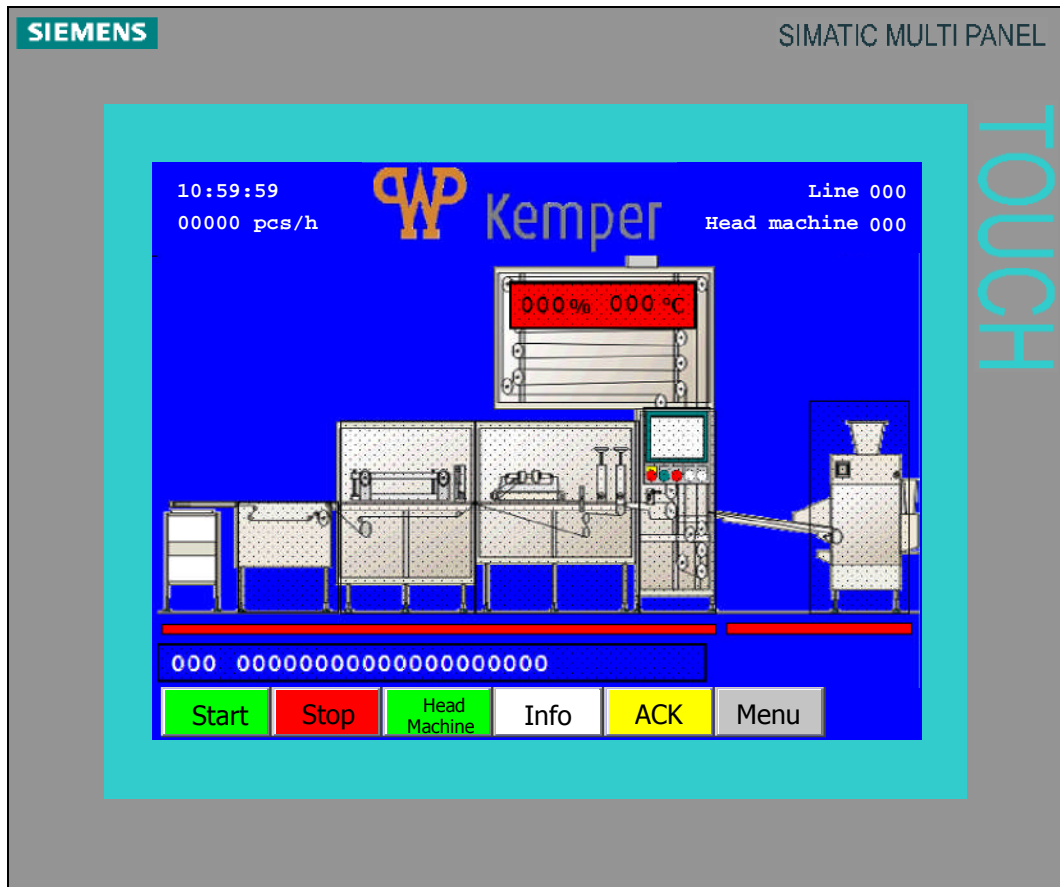 SIEMENS
SIMATIC MULTI PANEL
TOUCH
10:59:59
00000 pcs/h
WP Kemper
Line 000
Head machine 000
000% 000 °C
000 00000000000000000000
Start
Stop
Head
Machine
Info
ACK
Menu